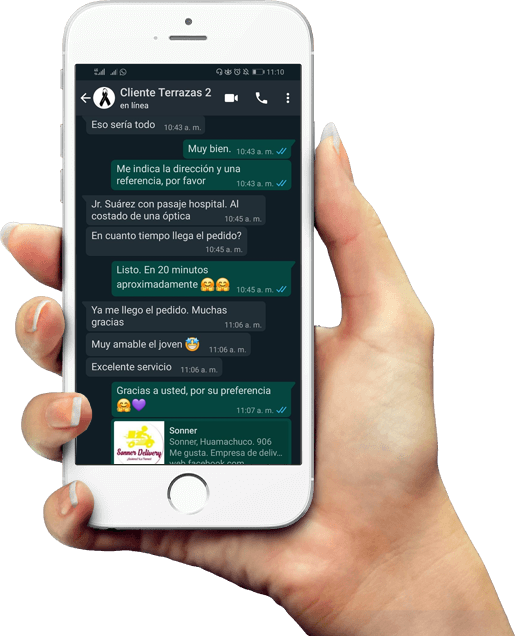 11:10
Cliente Terrazas 2
en línea
Eso sería todo 10:43 a. m.
Muy bien. 10:43 a. m.
Me indica la dirección y una
referencia, por favor 10:43 a. m.
Jr. Suárez con pasaje hospital. Al
costado de una óptica 10:45 a. m.
En cuanto tiempo llega el pedido?
10:45 a. m.
Listo. En 20 minutos
aproximadamente 🤗🤗 10:45 a. m.
Ya me llego el pedido. Muchas
gracias 11:06 a. m.
Muy amable el joven 11:06 a. m.
Excelente servicio 11:06 a. m.
Gracias a usted, por su preferencia
🤗💜 11:07 a. m.
Sonner
Sonner, Huamachuco. 906
Me gusta. Empresa de deliv...
web.facebook.com
Sonner Delivery